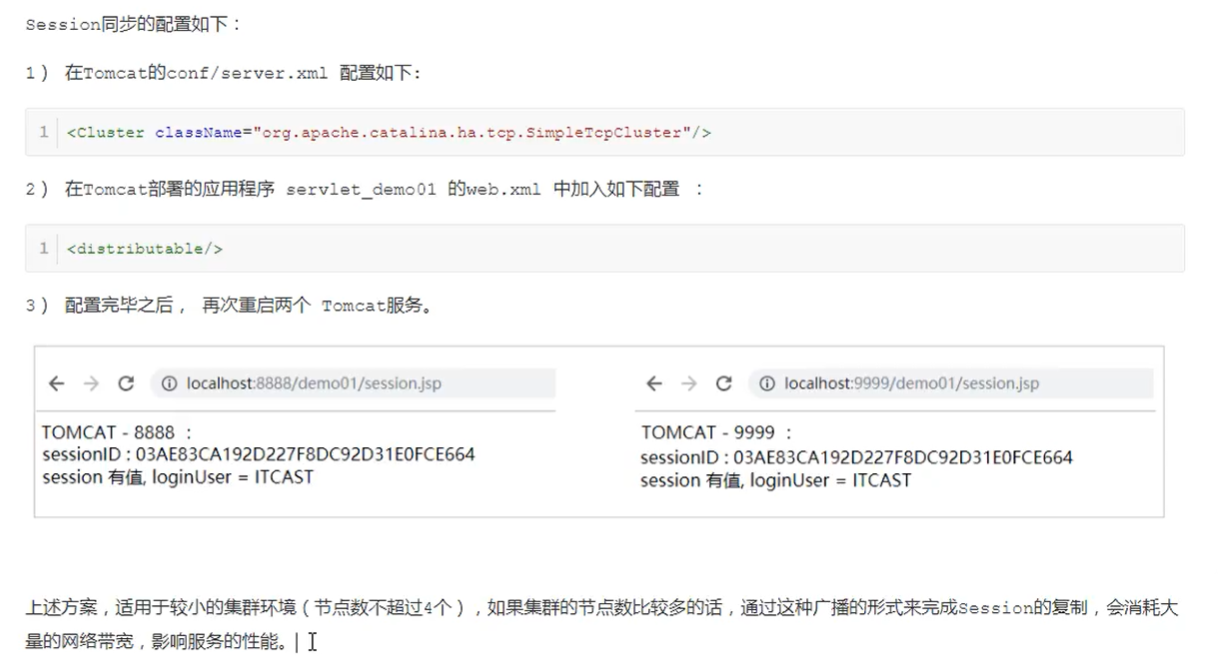 Session同步的配置如下：
1） 在Tomcat的conf/server.xml 配置如下:
1 <Cluster className="org.apache.catalina.ha.tcp.SimpleTcpCluster"/>
2） 在Tomcat部署的应用程序 servlet_demo01 的web.xml 中加入如下配置 ：
1 <distributable/>
3） 配置完毕之后， 再次重启两个 Tomcat服务。
localhost:8888/demo01/session.jsp
TOMCAT - 8888 ：
sessionID : 03AE83CA192D227F8DC92D31E0FCE664
session 有值, loginUser = ITCAST
localhost:9999/demo01/session.jsp
TOMCAT - 9999 ：
sessionID : 03AE83CA192D227F8DC92D31E0FCE664
session 有值, loginUser = ITCAST
上述方案，适用于较小的集群环境（节点数不超过4个），如果集群的节点数比较多的话，通过这种广播的形式来完成Session的复制，会消耗大
量的网络带宽，影响服务的性能。